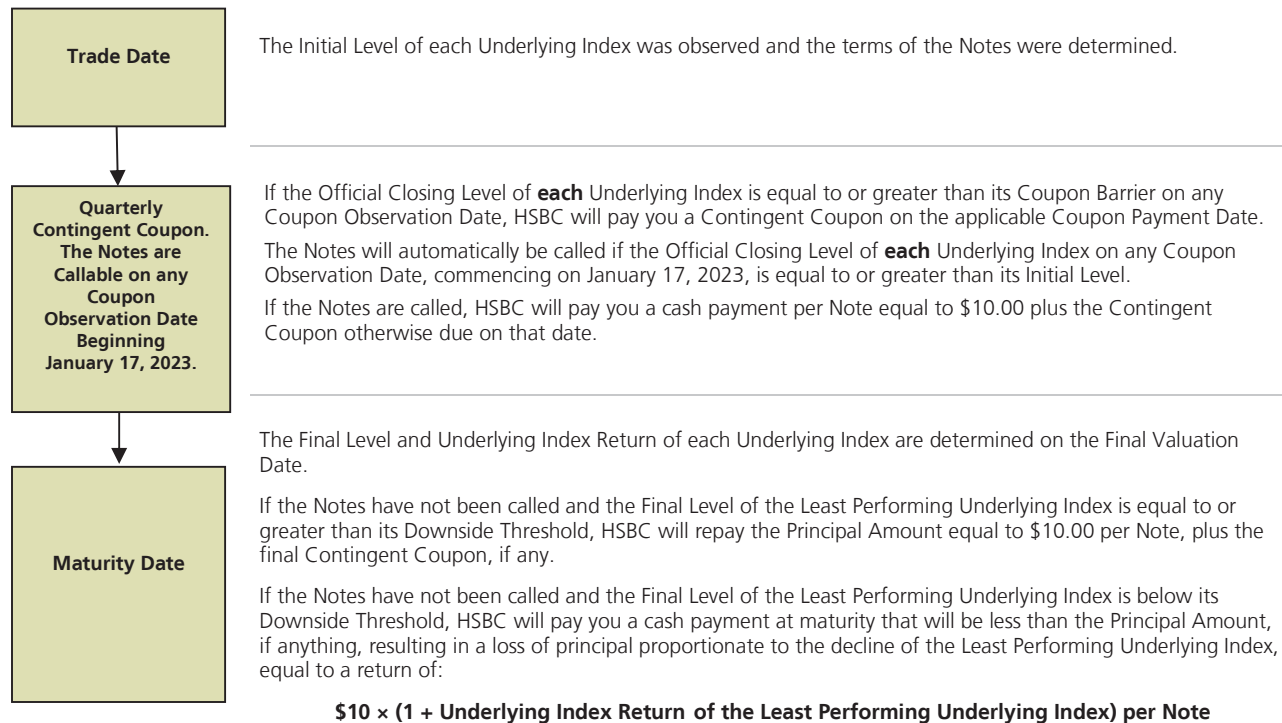 Trade Date
The Initial Level of each Underlying Index was observed and the terms of the Notes were determined.
Quarterly
Contingent Coupon.
The Notes are
Callable on any
Coupon
Observation Date
Beginning
January 17, 2023.
If the Official Closing Level of each Underlying Index is equal to or greater than its Coupon Barrier on any
Coupon Observation Date, HSBC will pay you a Contingent Coupon on the applicable Coupon Payment Date.
The Notes will automatically be called if the Official Closing Level of each Underlying Index on any Coupon
Observation Date, commencing on January 17, 2023, is equal to or greater than its Initial Level.
If the Notes are called, HSBC will pay you a cash payment per Note equal to $10.00 plus the Contingent
Coupon otherwise due on that date.
Maturity Date
The Final Level and Underlying Index Return of each Underlying Index are determined on the Final Valuation
Date.
If the Notes have not been called and the Final Level of the Least Performing Underlying Index is equal to or
greater than its Downside Threshold, HSBC will repay the Principal Amount equal to $10.00 per Note, plus the
final Contingent Coupon, if any.
If the Notes have not been called and the Final Level of the Least Performing Underlying Index is below its
Downside Threshold, HSBC will pay you a cash payment at maturity that will be less than the Principal Amount,
if anything, resulting in a loss of principal proportionate to the decline of the Least Performing Underlying Index,
equal to a return of:
$10 × (1 + Underlying Index Return of the Least Performing Underlying Index) per Note